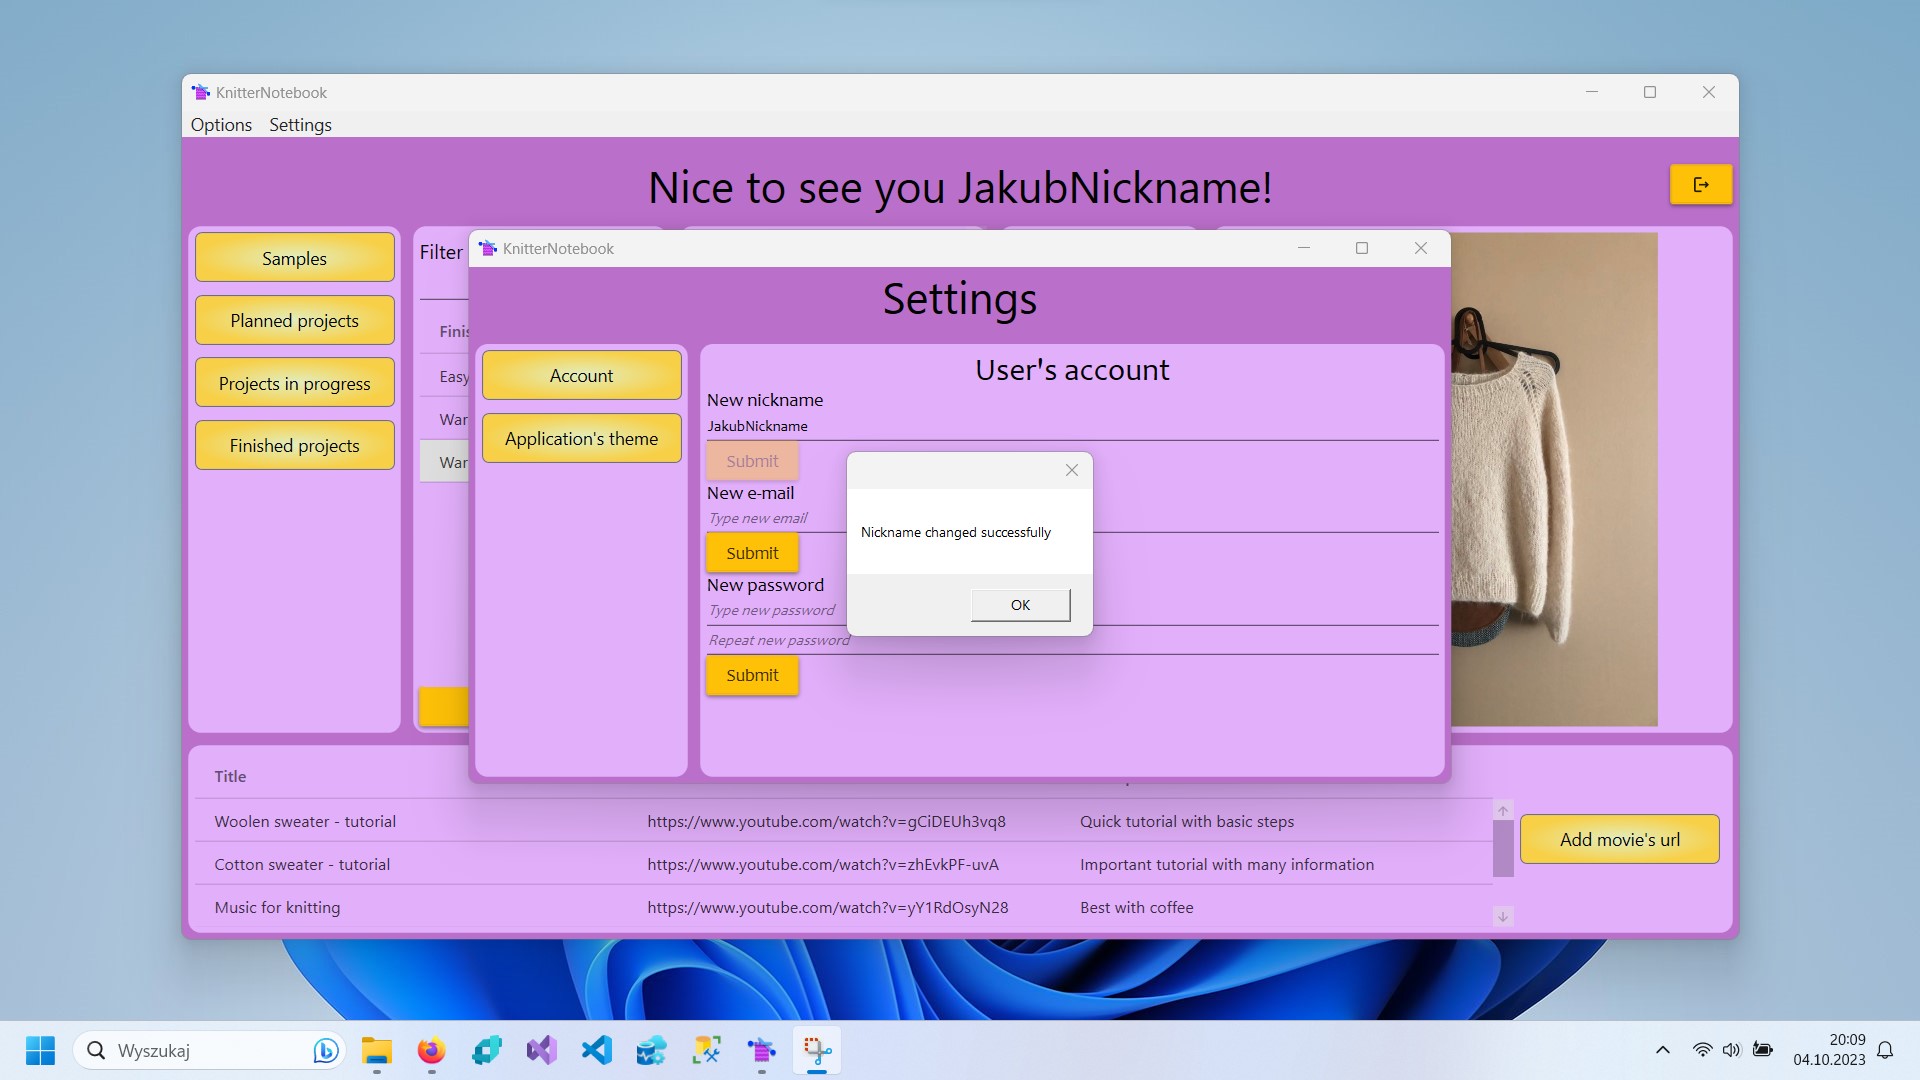 KnitterNotebook
Options Settings
Nice to see you JakubNickname!
Samples
Planned projects
Projects in progress
Finished projects
Filter
Finis
Easy
War
War
KnitterNotebook
Settings
Account
Application's theme
User's account
New nickname
JakubNickname
Submit
New e-mail
Type new email
Submit
New password
Type new password
Repeat new password
Submit
Nickname changed successfully
OK
Title
Woolen sweater - tutorial https://www.youtube.com/watch?v=gCiDEUh3vq8 Quick tutorial with basic steps
Cotton sweater - tutorial https://www.youtube.com/watch?v=zhEvkPF-uvA Important tutorial with many information
Music for knitting https://www.youtube.com/watch?v=yY1RdOsyN28 Best with coffee
Add movie's url
Wyszukaj
20:09
04.10.2023